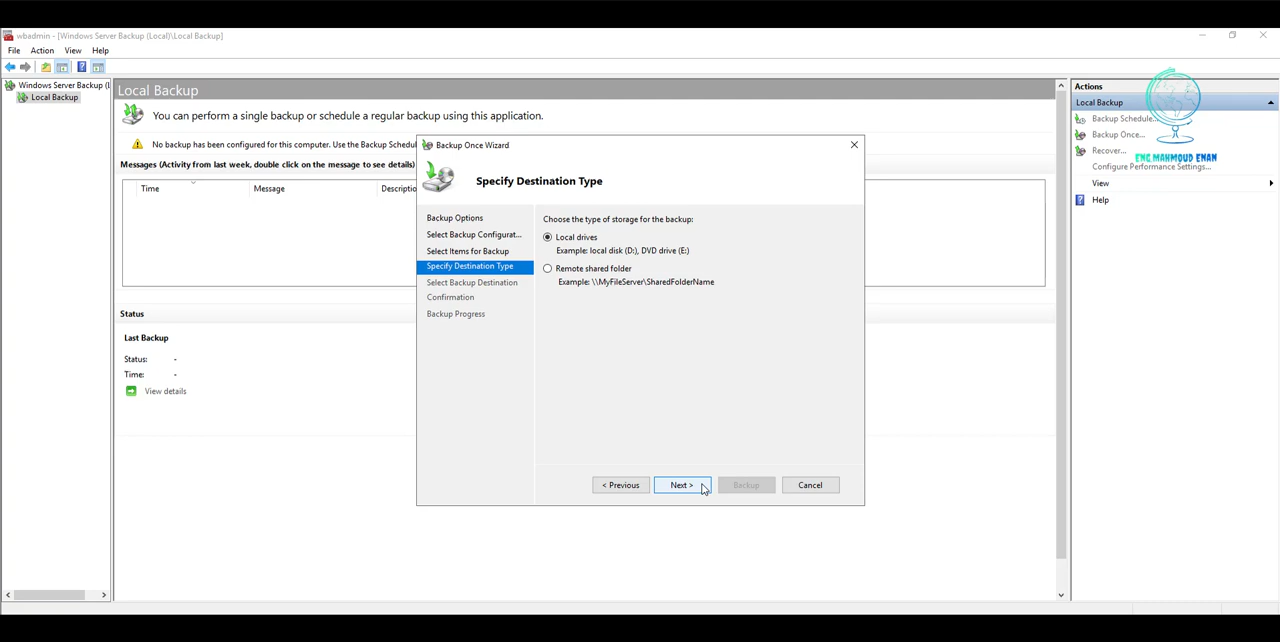 wbadmin - [Windows Server Backup (Local)\Local Backup]
File Action View Help
Windows Server Backup (L
Local Backup
Local Backup
You can perform a single backup or schedule a regular backup using this application.
No backup has been configured for this computer. Use the Backup Schedu
Messages (Activity from last week, double click on the message to see details)
Time Message Descriptio
Status
Last Backup
Status: -
Time: -
View details
Backup Once Wizard
Specify Destination Type
Backup Options
Select Backup Configurat...
Select Items for Backup
Specify Destination Type
Select Backup Destination
Confirmation
Backup Progress
Choose the type of storage for the backup:
Local drives
Example: local disk (D:), DVD drive (E:)
Remote shared folder
Example: \\MyFileServer\SharedFolderName
< Previous Next > Backup Cancel
Actions
Local Backup
Backup Schedule...
Backup Once...
Recover...
Configure Performance Settings...
View
Help
ENG.MAHMOUD ENAN